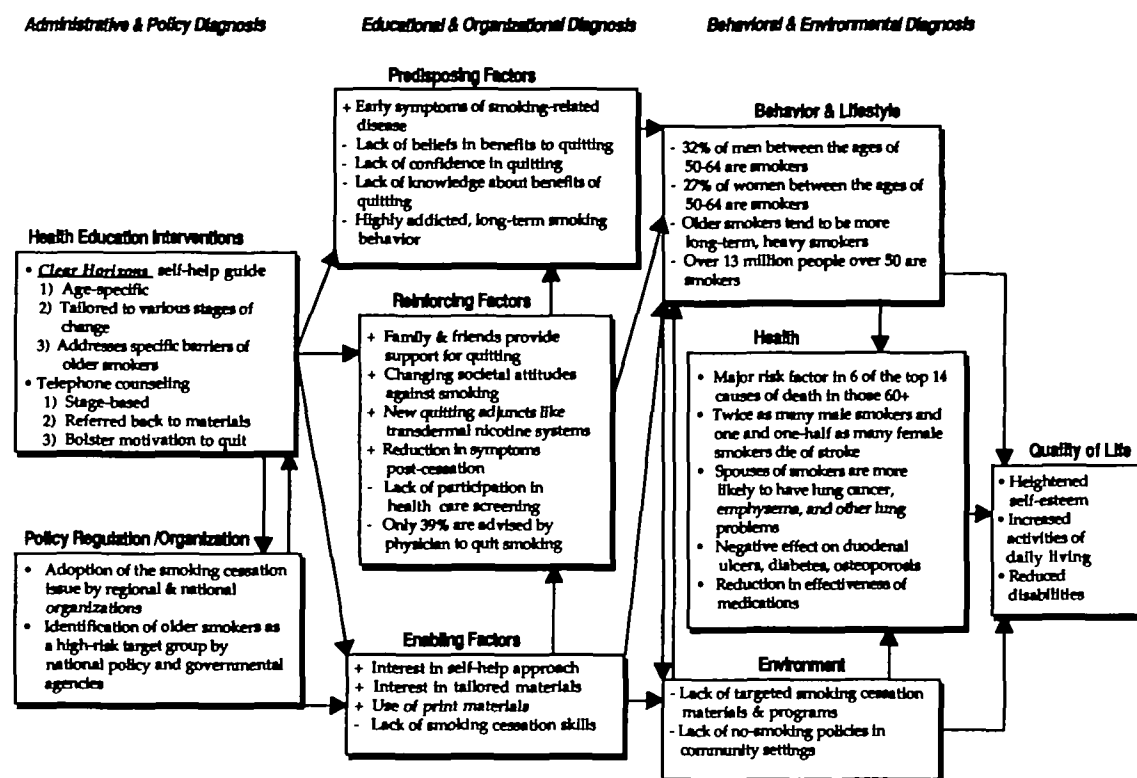 Administrative & Policy Diagnosis
Educational & Organizational Diagnosis
Behavioral & Environmental Diagnosis
Health Education Interventions
• Clear Horizons self-help guide
1) Age-specific
2) Tailored to various stages of
change
3) Addresses specific barriers of
older smokers
• Telephone counseling
1) Stage-based
2) Referred back to materials
3) Bolster motivation to quit
Policy Regulation /Organization
• Adoption of the smoking cessation
issue by regional & national
organizations
• Identification of older smokers as
a high-risk target group by
national policy and governmental
agencies
Predisposing Factors
+ Early symptoms of smoking-related
disease
- Lack of beliefs in benefits to quitting
- Lack of confidence in quitting
- Lack of knowledge about benefits of
quitting
- Highly addicted, long-term smoking
behavior
Reinforcing Factors
+ Family & friends provide
support for quitting
+ Changing societal attitudes
against smoking
+ New quitting adjuncts like
transdermal nicotine systems
+ Reduction in symptoms
post-cessation
- Lack of participation in
health care screening
- Only 39% are advised by
physician to quit smoking
Enabling Factors
+ Interest in self-help approach
+ Interest in tailored materials
+ Use of print materials
- Lack of smoking cessation skills
Behavior & Lifestyle
- 32% of men between the ages of
50-64 are smokers
- 27% of women between the ages of
50-64 are smokers
- Older smokers tend to be more
long-term, heavy smokers
- Over 13 million people over 50 are
smokers
Health
• Major risk factor in 6 of the top 14
causes of death in those 60+
• Twice as many male smokers and
one and one-half as many female
smokers die of stroke
• Spouses of smokers are more
likely to have lung cancer,
emphysema, and other lung
problems
• Negative effect on duodenal
ulcers, diabetes, osteoporosis
• Reduction in effectiveness of
medications
Environment
- Lack of targeted smoking cessation
materials & programs
- Lack of no-smoking policies in
community settings
Quality of Life
• Heightened
self-esteem
• Increased
activities of
daily living
• Reduced
disabilities